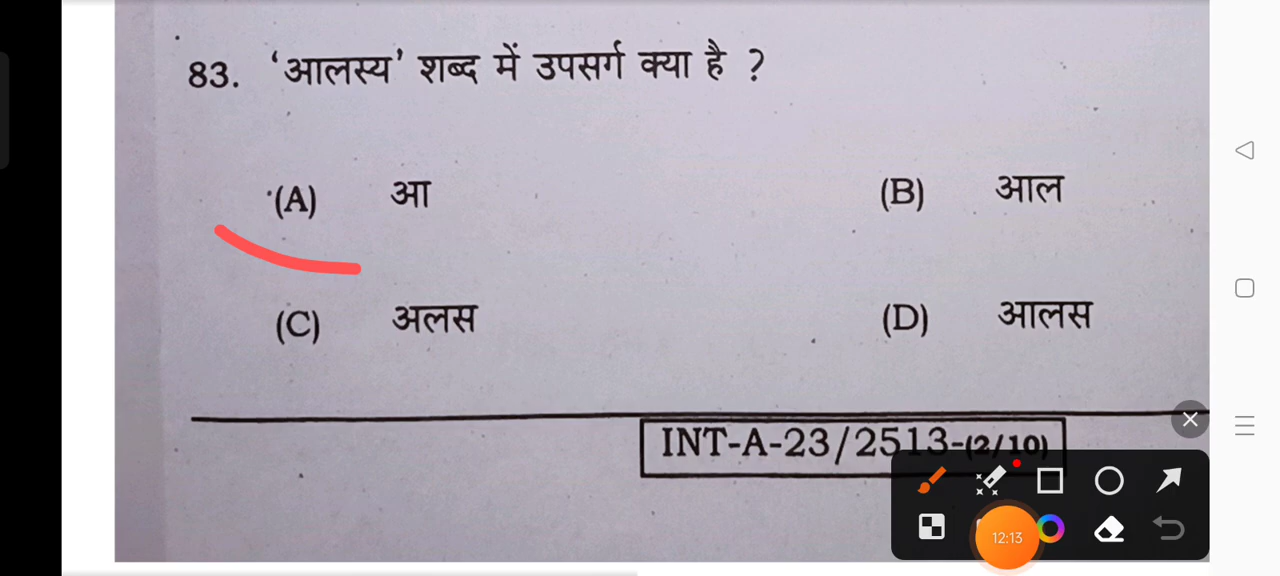 83. 'आलस्य' शब्द में उपसर्ग क्या है ?
(A) आ (B) आल
(C) अलस (D) आलस
INT-A-23/2513-(2/10)
12:13